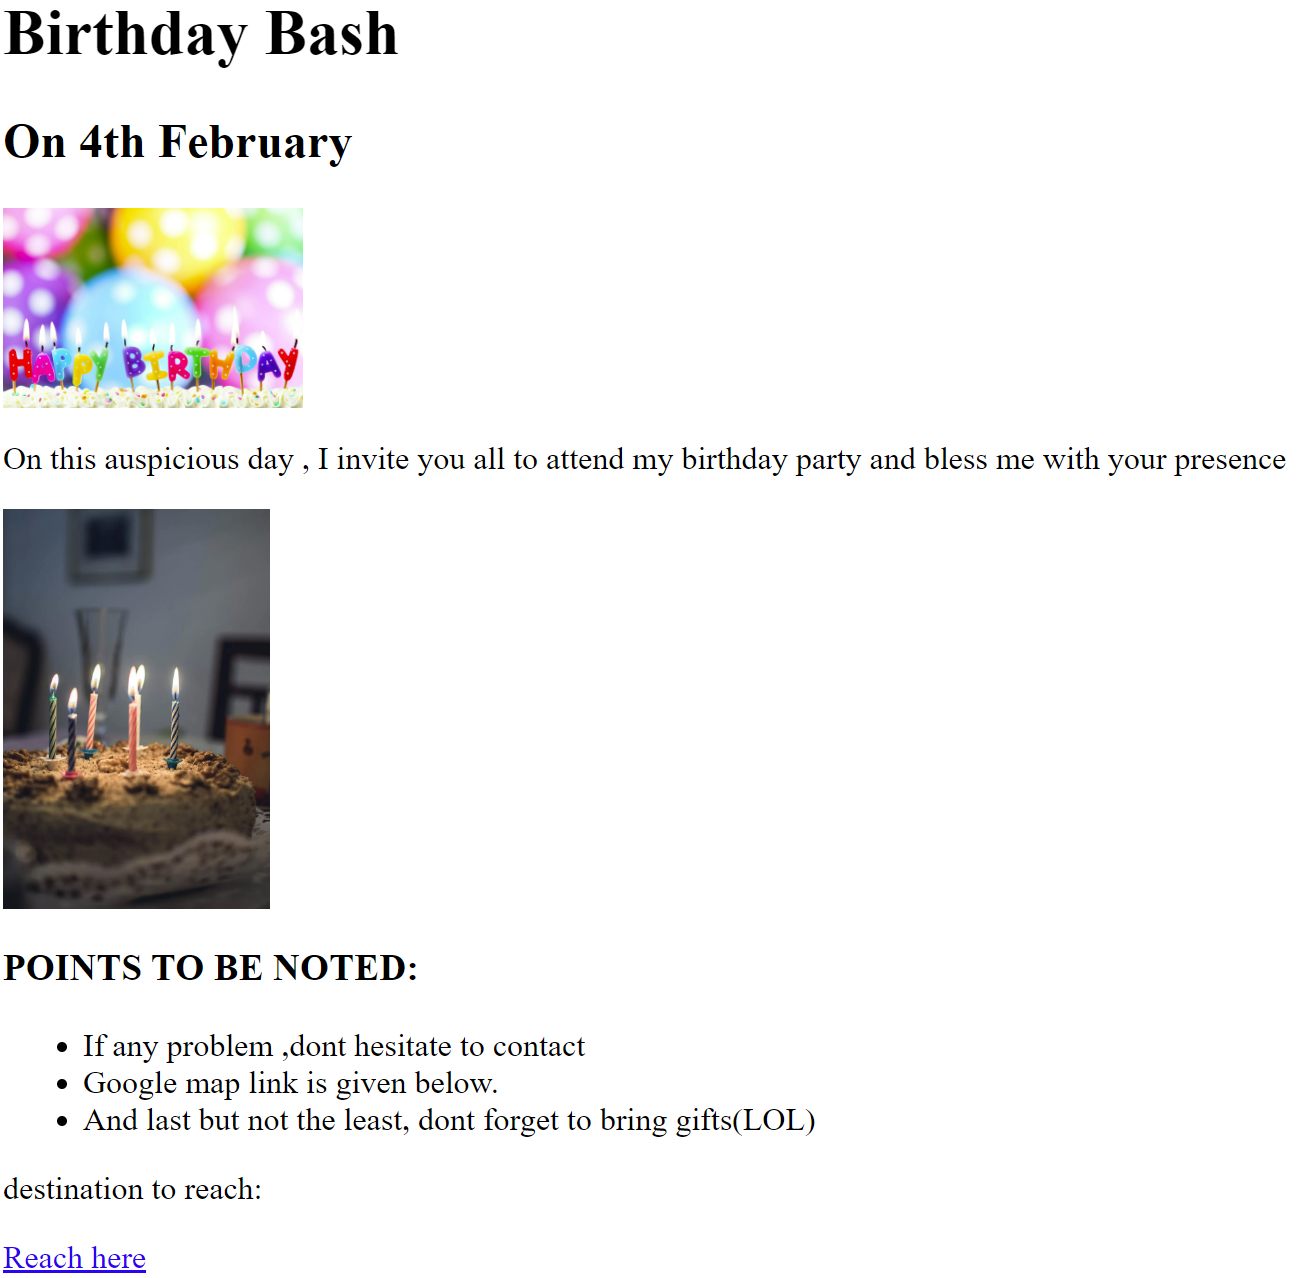 Birthday Bash
On 4th February
HAPPY BIRTHDAY
On this auspicious day , I invite you all to attend my birthday party and bless me with your presence
POINTS TO BE NOTED:
If any problem ,dont hesitate to contact
Google map link is given below.
And last but not the least, dont forget to bring gifts(LOL)
destination to reach:
Reach here